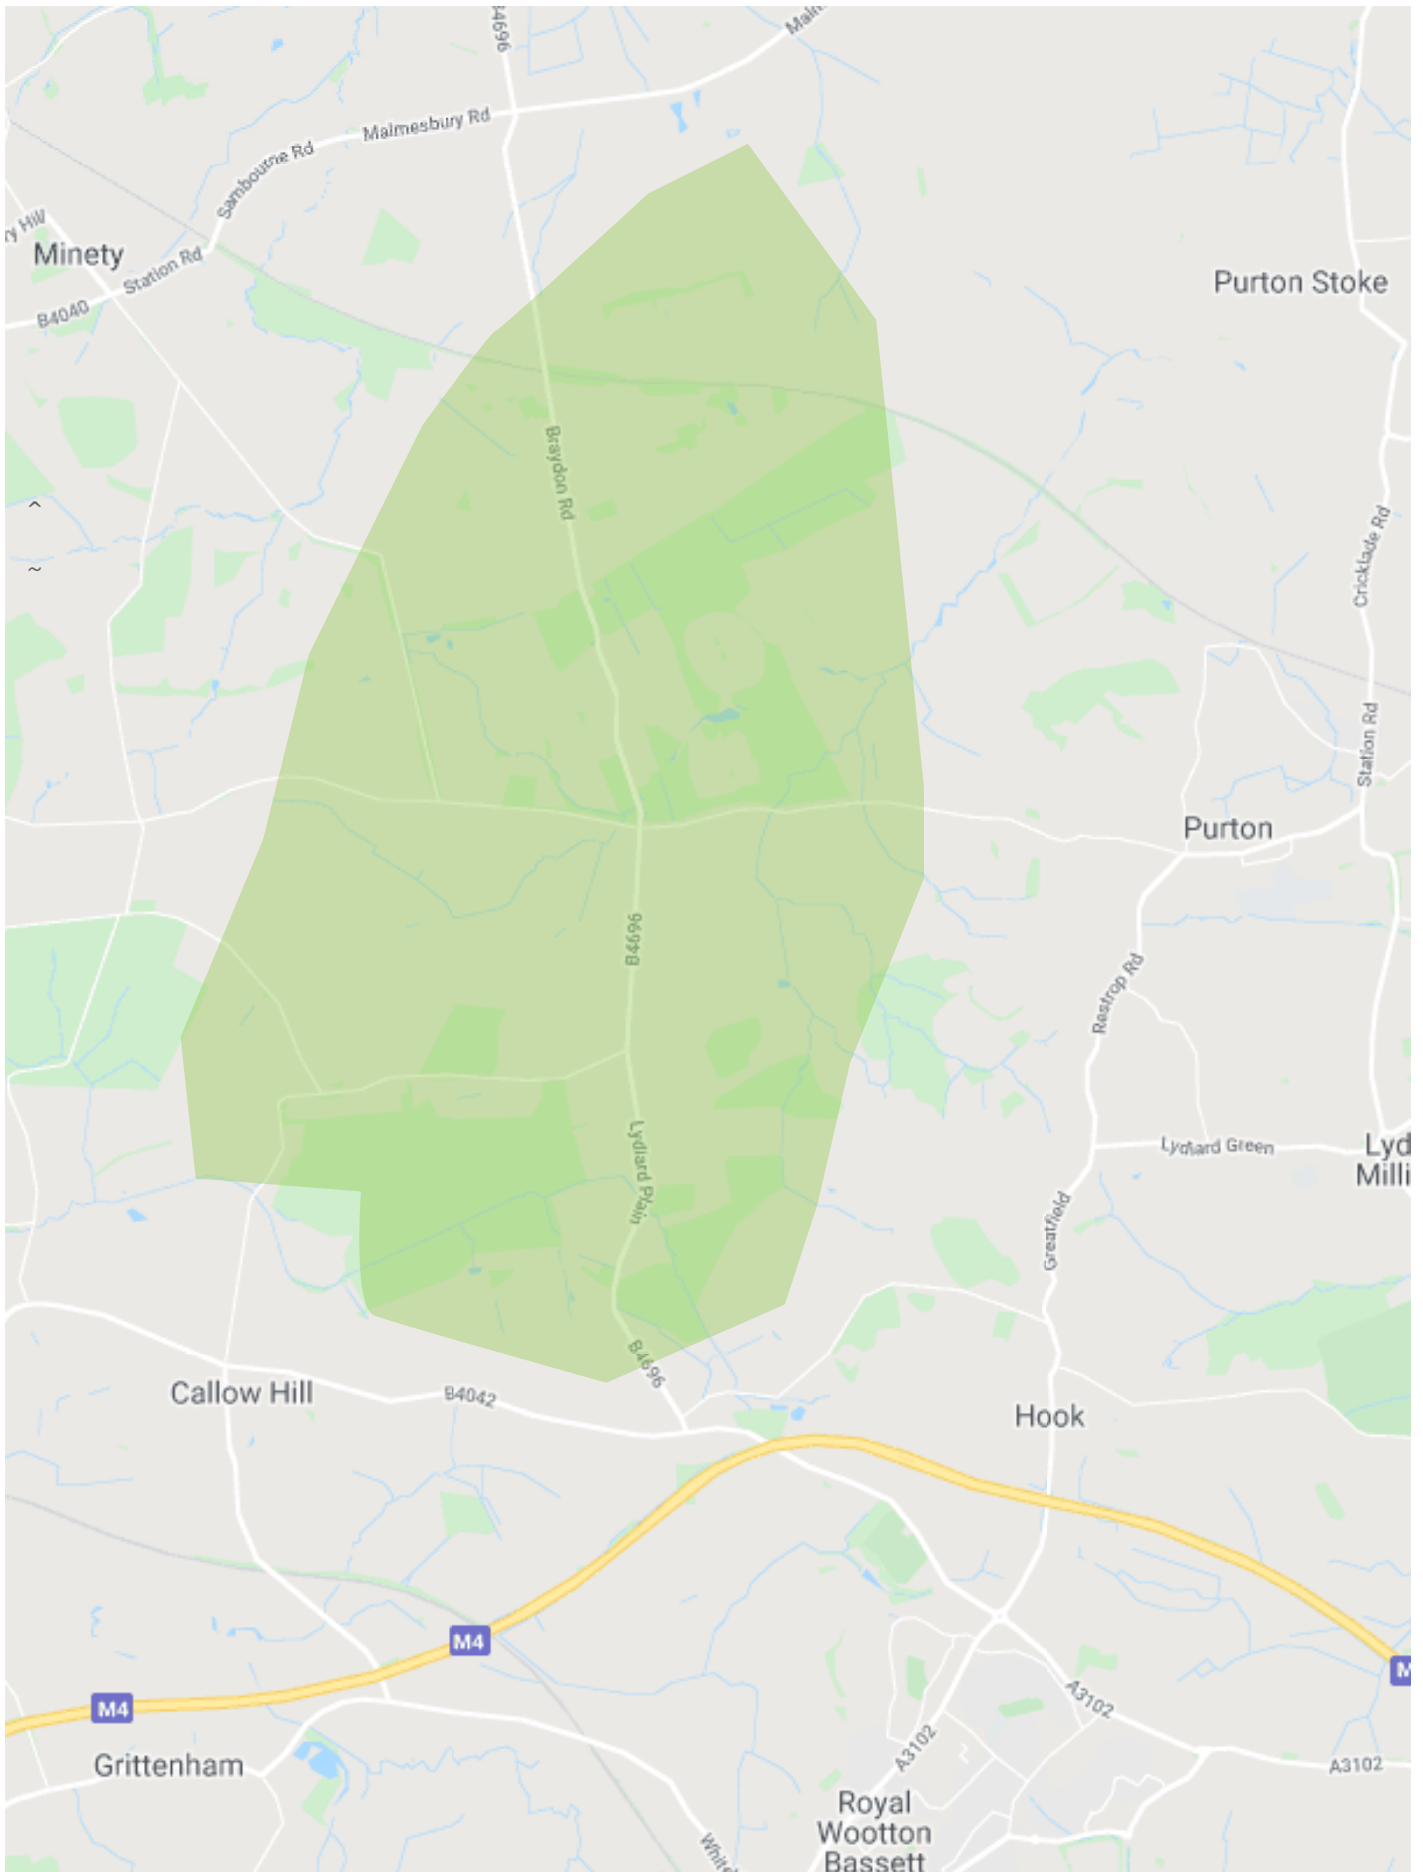 B4696
Malmesbury Rd
Sambourne Rd
Minety
Station Rd
B4040
Purton Stoke
Braydon Rd
^
~
Cricklade Rd
Station Rd
Purton
B4696
Restrop Rd
Lydiard Green
Lyd
Milli
Lydiard Plain
Greatfield
B4696
Callow Hill
B4042
Hook
M4
M4
A3102
A3102
A3102
Grittenham
Royal
Wootton
Bassett